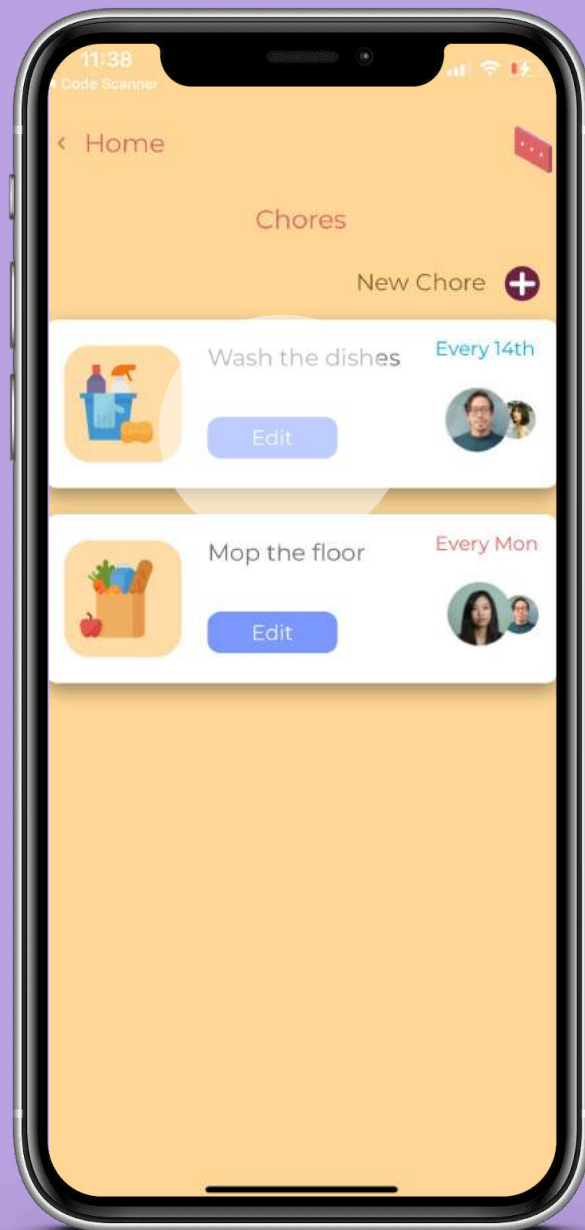 11:38
Code Scanner
Home
Chores
New Chore
Wash the dishes
Every 14th
Edit
Mop the floor
Every Mon
Edit